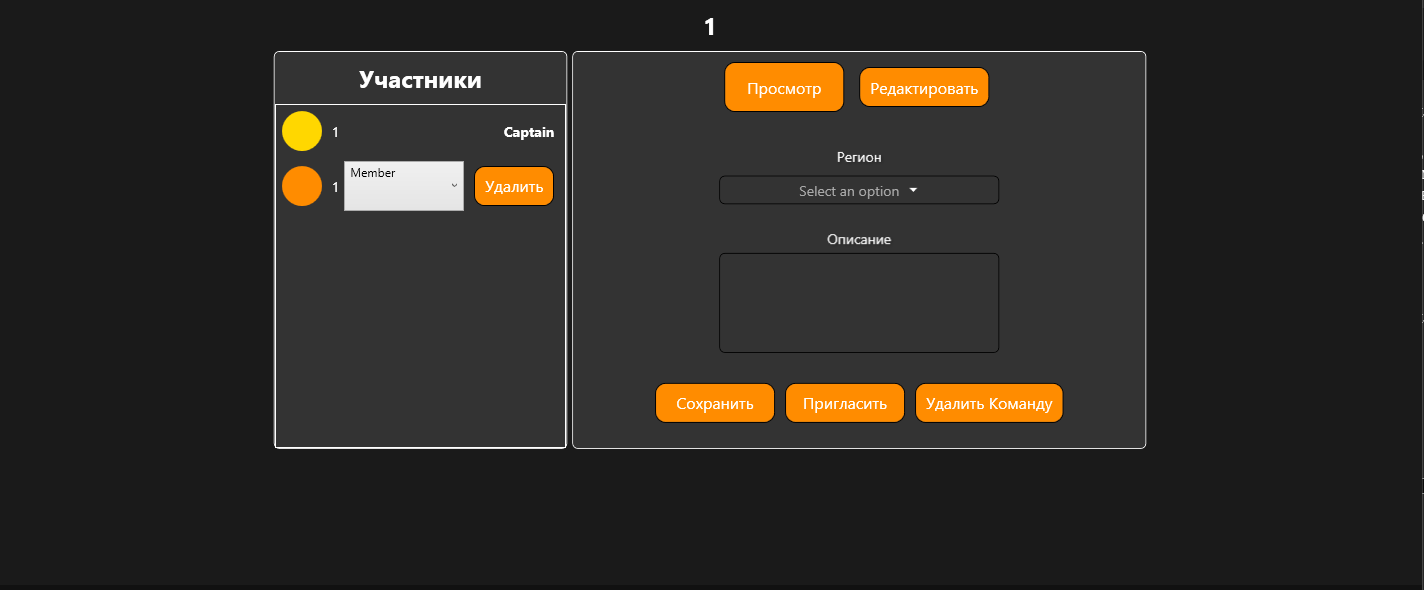 1
Участники
1 Captain
1 Member Удалить
Просмотр Редактировать
Регион
Select an option
Описание
Сохранить Пригласить Удалить Команду